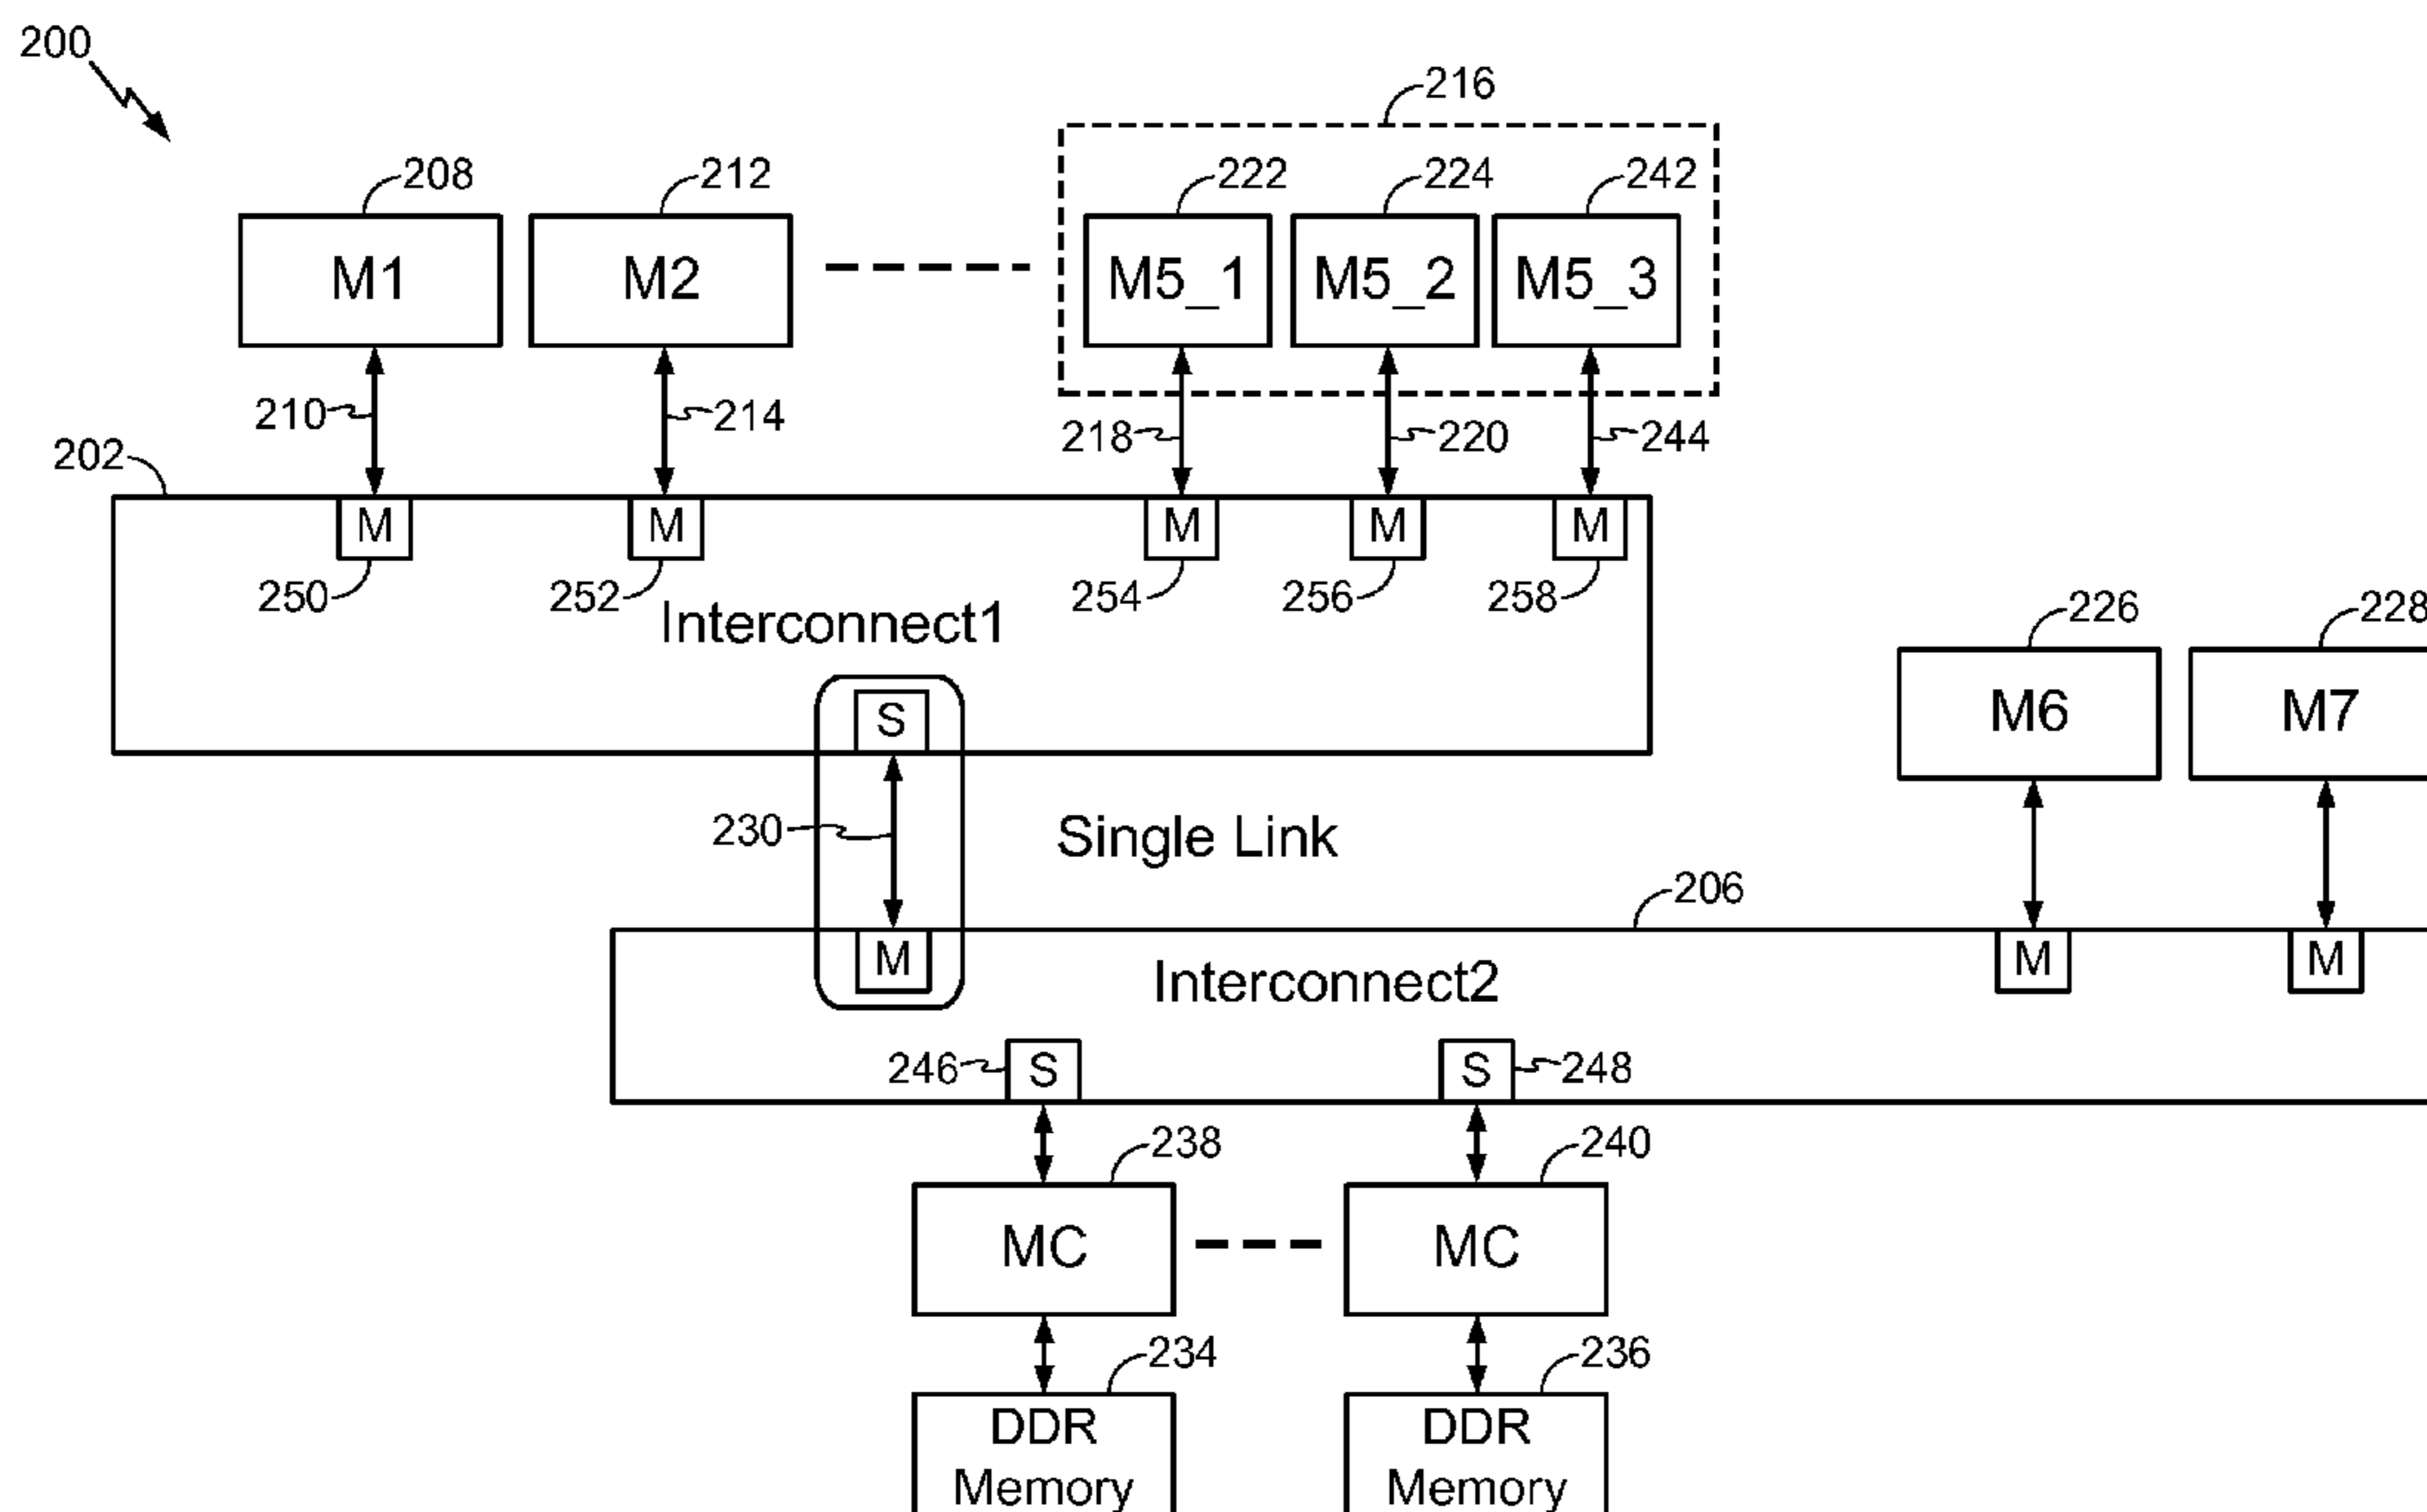 200
216
208 212 222 224 242
M1 M2 M5_1 M5_2 M5_3
210 214 218 220 244
202
M M M M M
250 252 254 256 258
Interconnect1
226 228
S
M6 M7
230 Single Link
206
M Interconnect2 M M
246 S S 248
238 240
MC MC
234 236
DDR DDR
Memory Memory